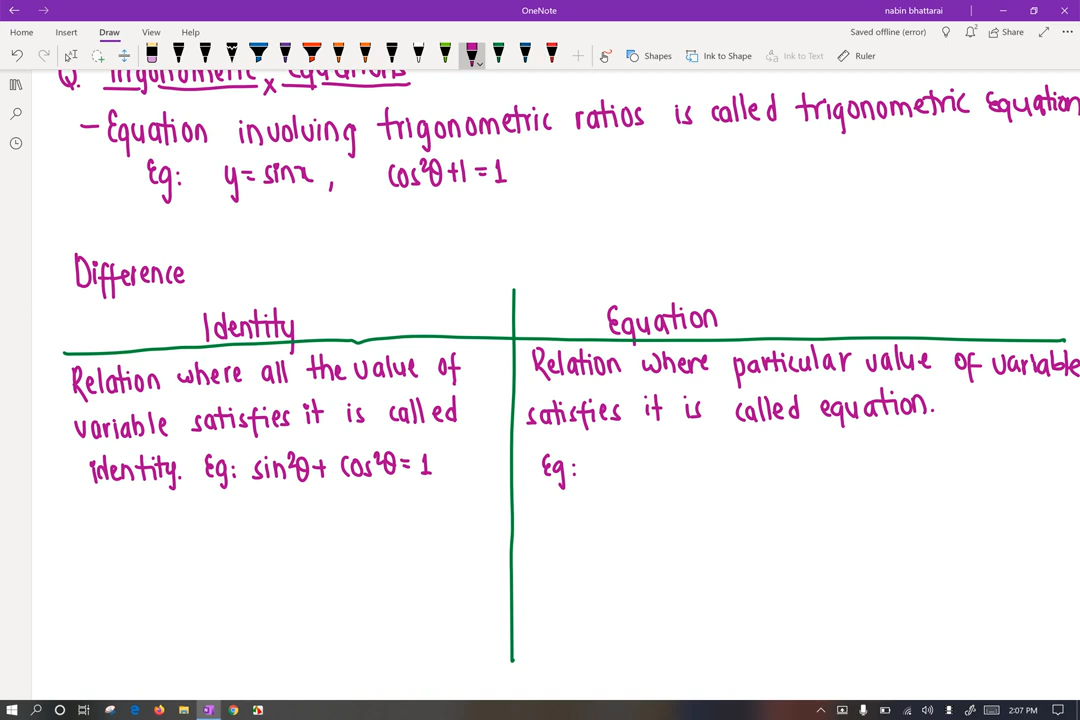 OneNote
nabin bhattarai
Home Insert Draw View Help
Saved offline (error) Share
Shapes Ink to Shape Ink to Text Ruler
Q. Trigonometric Equations
- Equation involving trigonometric ratios is called trigonometric Equation
Eg: y = sinx , cos²θ+1 = 1
Difference
Identity Equation
Relation where all the value of
variable satisfies it is called
identity. Eg: sin²θ + cos²θ = 1
Relation where particular value of variable
satisfies it is called equation.
Eg:
2:07 PM